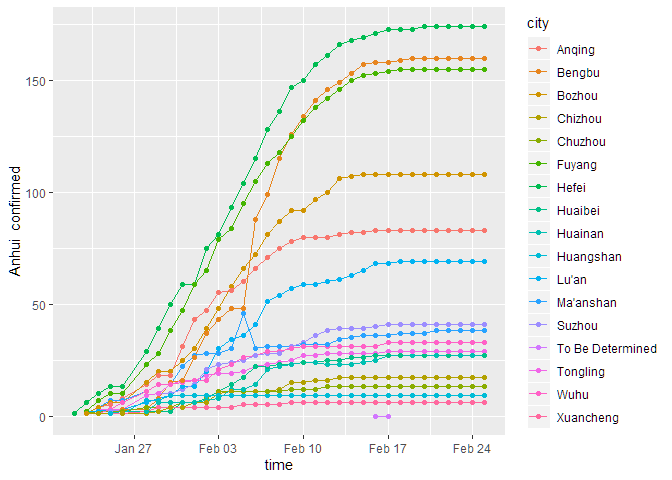 Anhui confirmed
150
100
50
0
Jan 27
Feb 03
Feb 10
Feb 17
Feb 24
time
city
Anqing
Bengbu
Bozhou
Chizhou
Chuzhou
Fuyang
Hefei
Huaibei
Huainan
Huangshan
Lu'an
Ma'anshan
Suzhou
To Be Determined
Tongling
Wuhu
Xuancheng